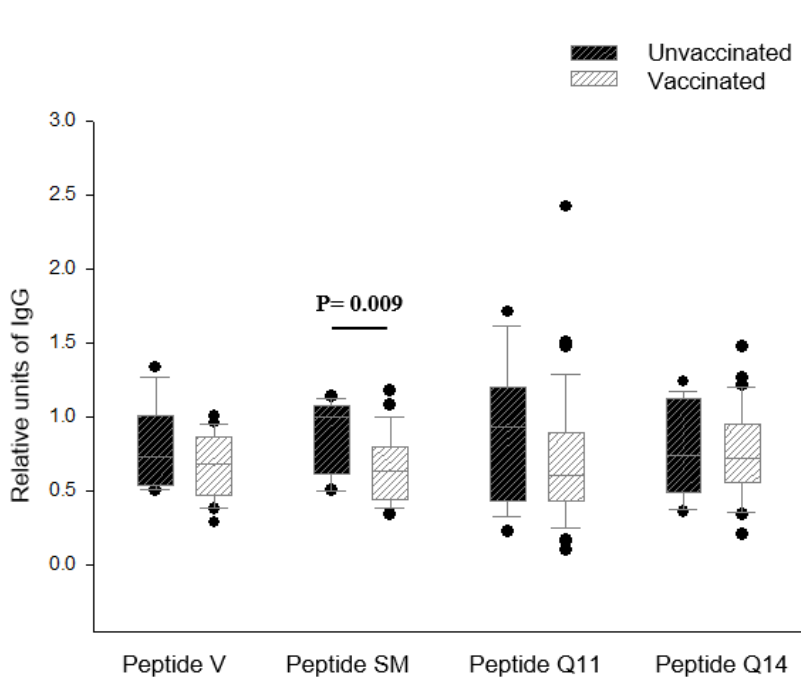 Unvaccinated
Vaccinated
3.0
2.5
2.0
1.5
1.0
0.5
0.0
Relative units of IgG
P= 0.009
Peptide V
Peptide SM
Peptide Q11
Peptide Q14